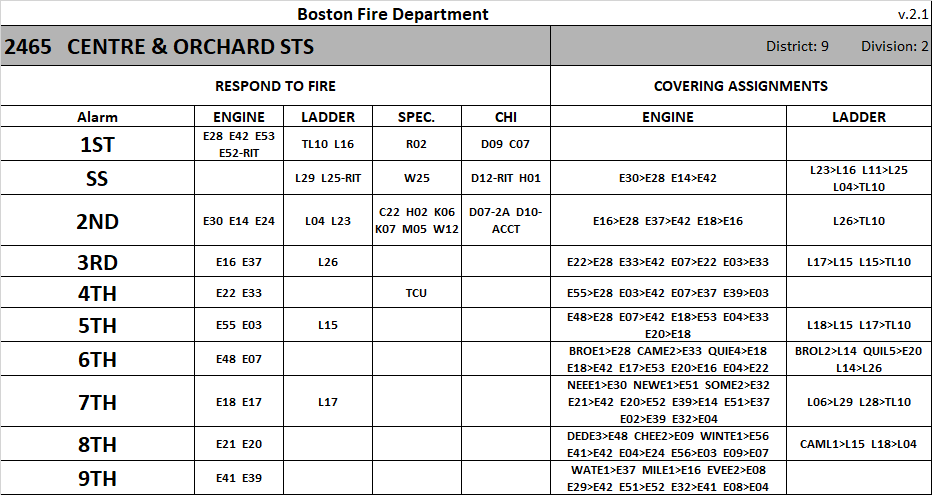 Boston Fire Department v.2.1
2465 CENTRE & ORCHARD STS District: 9 Division: 2
RESPOND TO FIRE COVERING ASSIGNMENTS
Alarm ENGINE LADDER SPEC. CHI ENGINE LADDER
1ST E28 E42 E53 TL10 L16 R02 D09 C07
E52-RIT
SS L29 L25-RIT W25 D12-RIT H01 E30>E28 E14>E42 L23>L16 L11>L25
L04>TL10
2ND E30 E14 E24 L04 L23 C22 H02 K06 D07-2A D10- E16>E28 E37>E42 E18>E16 L26>TL10
K07 M05 W12 ACCT
3RD E16 E37 L26 E22>E28 E33>E42 E07>E22 E03>E33 L17>L15 L15>TL10
4TH E22 E33 TCU E55>E28 E03>E42 E07>E37 E39>E03
5TH E55 E03 L15 E48>E28 E07>E42 E18>E53 E04>E33 L18>L15 L17>TL10
E20>E18
6TH E48 E07 BROE1>E28 CAME2>E33 QUIE4>E18 BROL2>L14 QUIL5>E20
E18>E42 E17>E53 E20>E16 E04>E22 L14>L26
7TH E18 E17 L17 NEEE1>E30 NEWE1>E51 SOME2>E32 L06>L29 L28>TL10
E21>E42 E20>E52 E39>E14 E51>E37
E02>E39 E32>E04
8TH E21 E20 DEDE3>E48 CHEE2>E09 WINTE1>E56 CAML1>L15 L18>L04
E41>E42 E04>E24 E56>E03 E09>E07
9TH E41 E39 WATE1>E37 MILE1>E16 EVEE2>E08
E29>E42 E51>E52 E32>E41 E08>E04